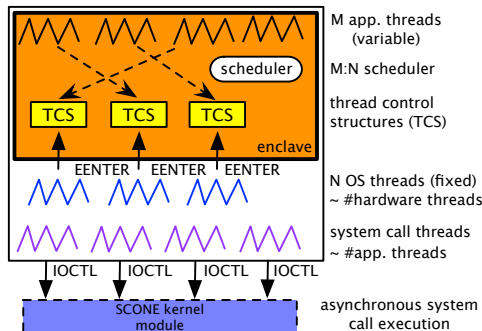 M app. threads
(variable)
scheduler
M:N scheduler
TCS TCS TCS
thread control
structures (TCS)
enclave
EENTER EENTER EENTER
N OS threads (fixed)
~ #hardware threads
system call threads
~ #app. threads
IOCTL IOCTL IOCTL IOCTL
SCONE kernel
module
asynchronous system
call execution